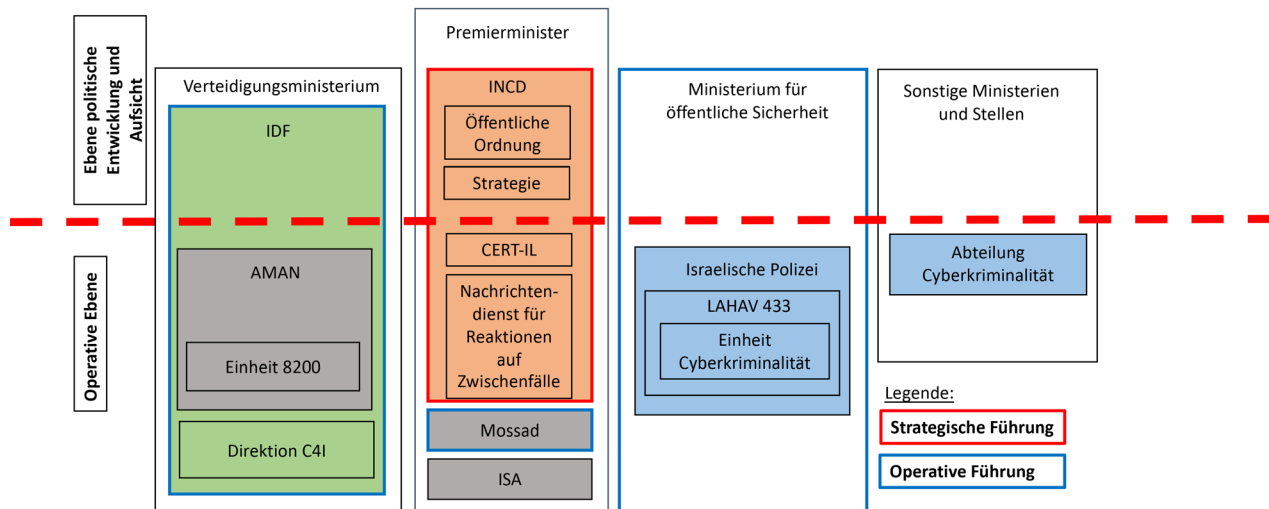 Ebene politische
Entwicklung und
Aufsicht
Operative Ebene
Verteidigungsministerium
IDF
AMAN
Einheit 8200
Direktion C4I
Premierminister
INCD
Öffentliche
Ordnung
Strategie
CERT-IL
Nachrichten-
dienst für
Reaktionen
auf
Zwischenfälle
Mossad
ISA
Ministerium für
öffentliche Sicherheit
Israelische Polizei
LAHAV 433
Einheit
Cyberkriminalität
Sonstige Ministerien
und Stellen
Abteilung
Cyberkriminalität
Legende:
Strategische Führung
Operative Führung